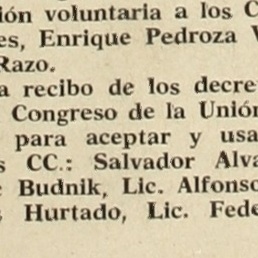 ión voluntaria a los C
es, Enrique Pedroza V
Razo.
a recibo de los decre
Congreso de la Unión
para aceptar y usa
s CC.: Salvador Alva
Budnik, Lic. Alfonso
s Hurtado, Lic. Fede